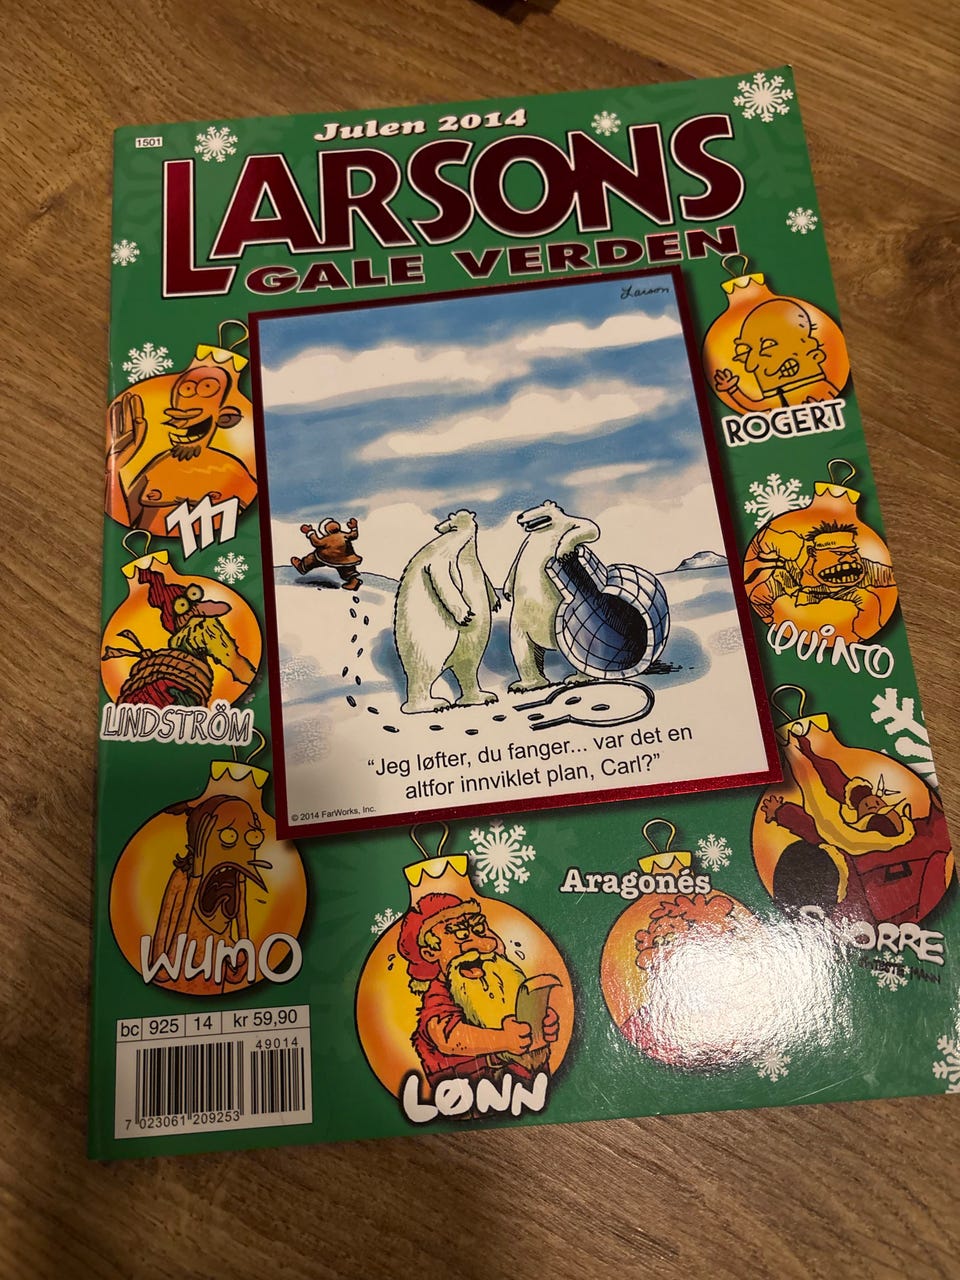 1501
Julen 2014
LARSONS
GALE VERDEN
Larson
ROGERT
M
QUINO
LINDSTRÖM
"Jeg løfter, du fanger... var det en
altfor innviklet plan, Carl?"
© 2014 FarWorks, Inc.
Aragonés
WUMO
LØNN
bc 925 14 kr 59,90
49014
7 023061 209253